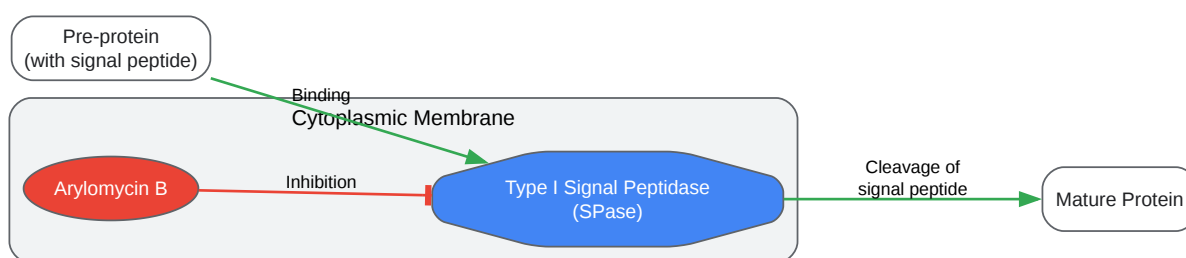 Pre-protein
(with signal peptide)
Binding
Cytoplasmic Membrane
Arylomycin B
Inhibition
Type I Signal Peptidase
(SPase)
Cleavage of
signal peptide
Mature Protein